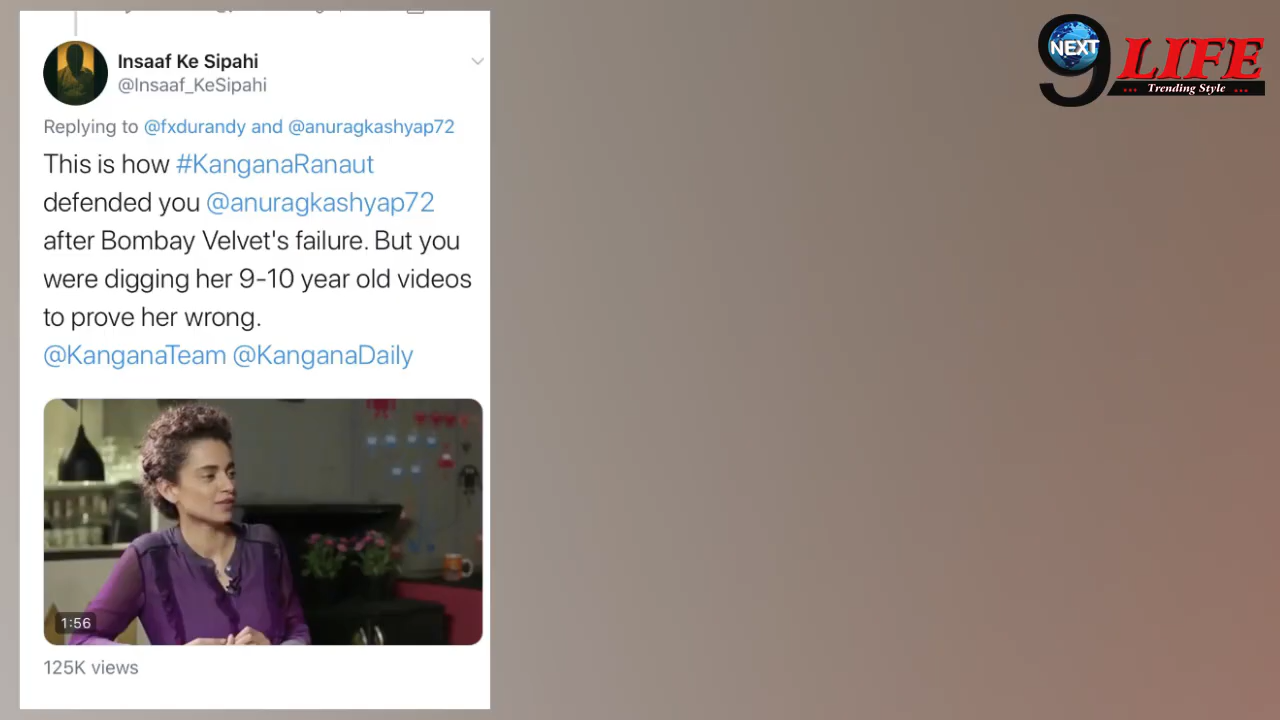 Insaaf Ke Sipahi
@Insaaf_KeSipahi
Replying to @fxdurandy and @anuragkashyap72
This is how #KanganaRanaut
defended you @anuragkashyap72
after Bombay Velvet's failure. But you
were digging her 9-10 year old videos
to prove her wrong.
@KanganaTeam @KanganaDaily
1:56
125K views
NEXT
9 LIFE
... Trending Style ...